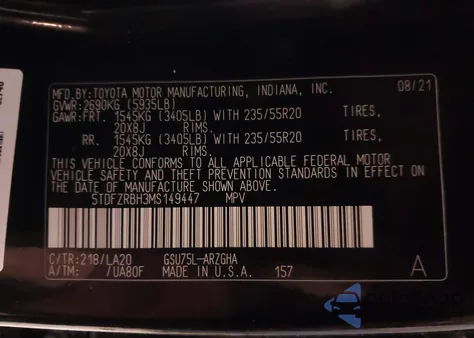 MFD.BY:TOYOTA MOTOR MANUFACTURING, INDIANA, INC. 08/21
GVWR:2690KG (5935LB)
GAWR:FRT. 1545KG (3405LB) WITH 235/55R20 TIRES,
20X8J RIMS.
RR. 1545KG (3405LB) WITH 235/55R20 TIRES,
20X8J RIMS.
THIS VEHICLE CONFORMS TO ALL APPLICABLE FEDERAL MOTOR
VEHICLE SAFETY AND THEFT PREVENTION STANDARDS IN EFFECT ON
THE DATE OF MANUFACTURE SHOWN ABOVE.
5TDFZRBH3MS149447 MPV
C/TR:218/LA20 GSU75L-ARZGHA
A/TM: /UA80F MADE IN U.S.A. 157 A